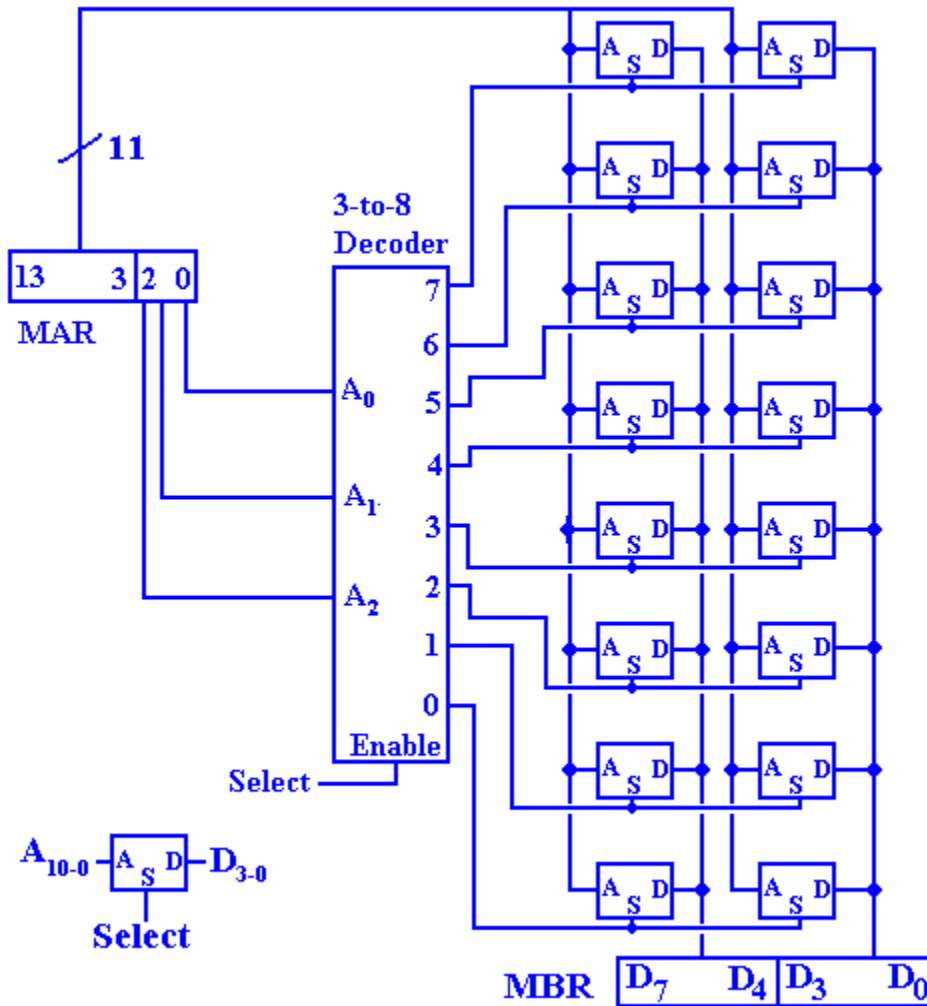 A D A D
S S
11
A D A D
S S
3-to-8
Decoder
13 3 2 0
MAR
7
A D A D
S S
6
A₀
5
A D A D
S S
4
A₁
3
A D A D
S S
A₂
2
1
A D A D
S S
0
Enable
Select
A D A D
S S
A₁₀₋₀ A D D₃₋₀
S
Select
A D A D
S S
MBR D₇ D₄ D₃ D₀